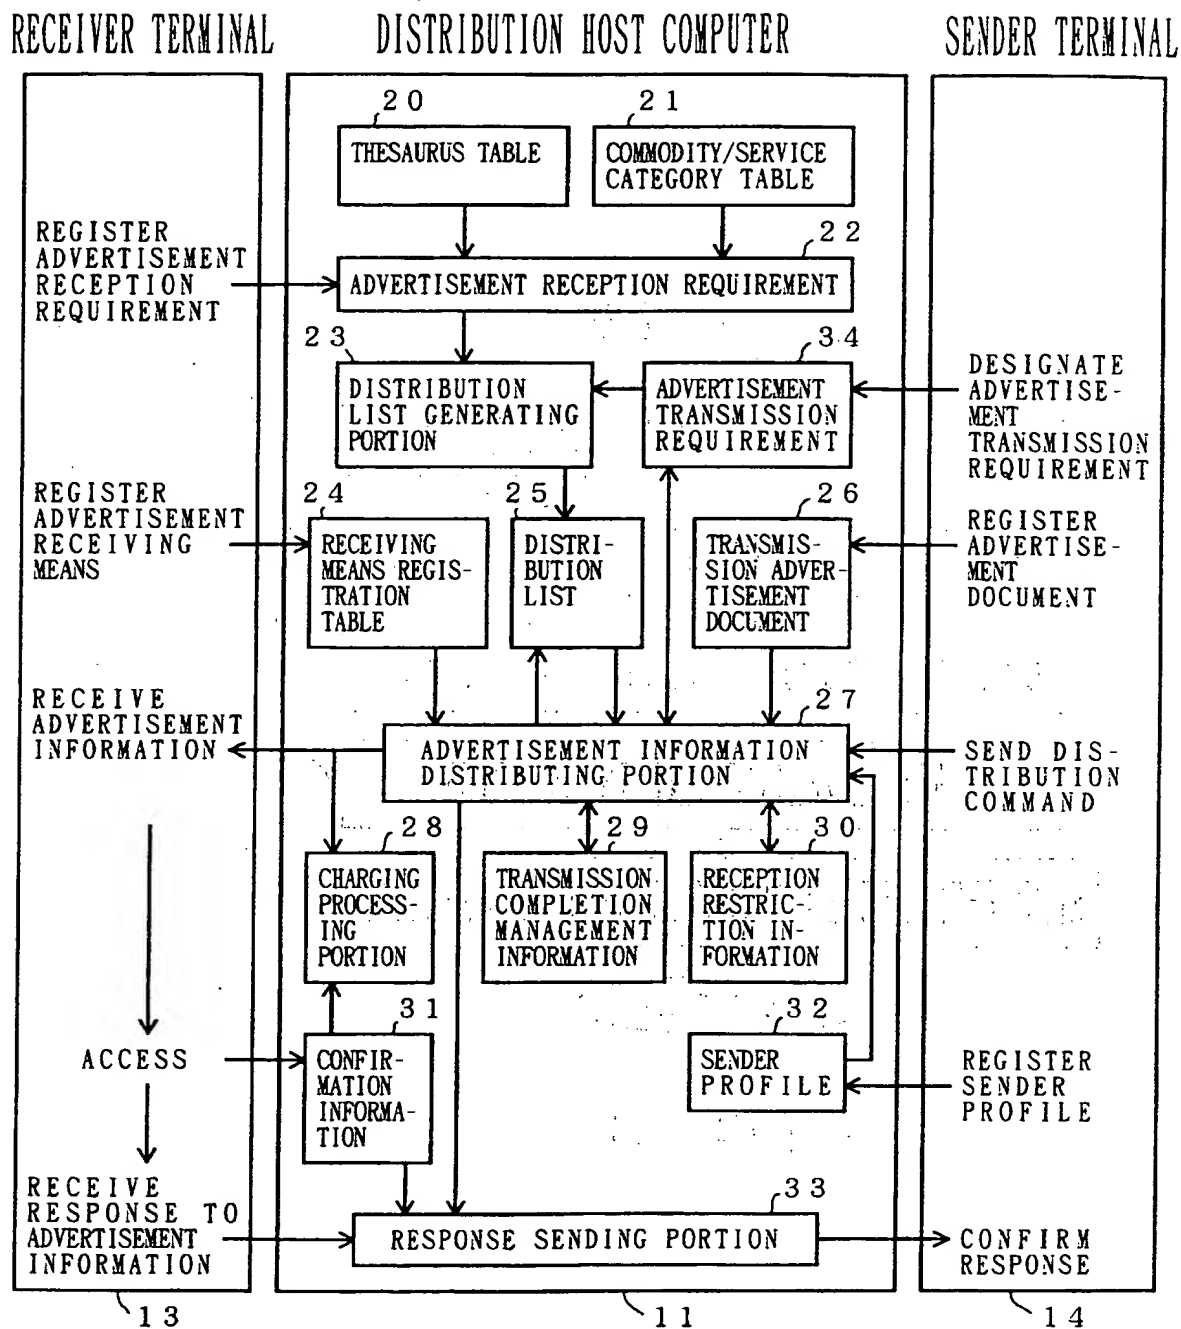 RECEIVER TERMINAL
DISTRIBUTION HOST COMPUTER
SENDER TERMINAL
20
THESAURUS TABLE
21
COMMODITY/SERVICE
CATEGORY TABLE
REGISTER
ADVERTISEMENT
RECEPTION
REQUIREMENT
22
ADVERTISEMENT RECEPTION REQUIREMENT
23
DISTRIBUTION
LIST GENERATING
PORTION
34
ADVERTISEMENT
TRANSMISSION
REQUIREMENT
DESIGNATE
ADVERTISE-
MENT
TRANSMISSION
REQUIREMENT
REGISTER
ADVERTISEMENT
RECEIVING
MEANS
24
RECEIVING
MEANS REGIS-
TRATION
TABLE
25
DISTRI-
BUTION
LIST
26
TRANSMIS-
SION ADVER-
TISEMENT
DOCUMENT
REGISTER
ADVERTISE-
MENT
DOCUMENT
RECEIVE
ADVERTISEMENT
INFORMATION
27
ADVERTISEMENT INFORMATION
DISTRIBUTING PORTION
SEND DIS-
TRIBUTION
COMMAND
28
CHARGING
PROCESS-
ING
PORTION
29
TRANSMISSION
COMPLETION
MANAGEMENT
INFORMATION
30
RECEPTION
RESTRIC-
TION IN-
FORMATION
ACCESS
31
CONFIR-
MATION
INFORMA-
TION
32
SENDER
PROFILE
REGISTER
SENDER
PROFILE
RECEIVE
RESPONSE TO
ADVERTISEMENT
INFORMATION
33
RESPONSE SENDING PORTION
CONFIRM
RESPONSE
13
11
14